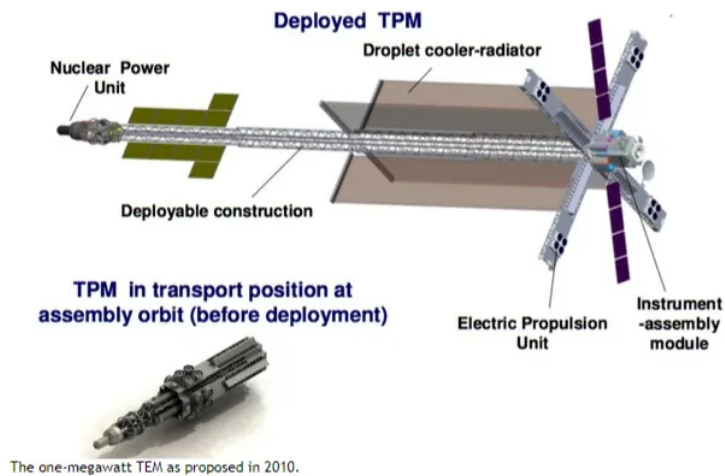 Deployed TPM
Droplet cooler-radiator
Nuclear Power
Unit
Deployable construction
TPM in transport position at
assembly orbit (before deployment)
Electric Propulsion
Unit
Instrument
-assembly
module
The one-megawatt TEM as proposed in 2010.